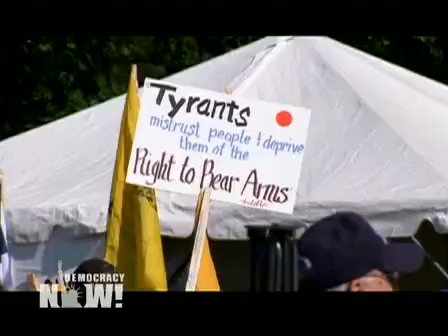 Tyrants
mistrust people & deprive
them of the
Right to Bear Arms
DEMOCRACY
NOW!